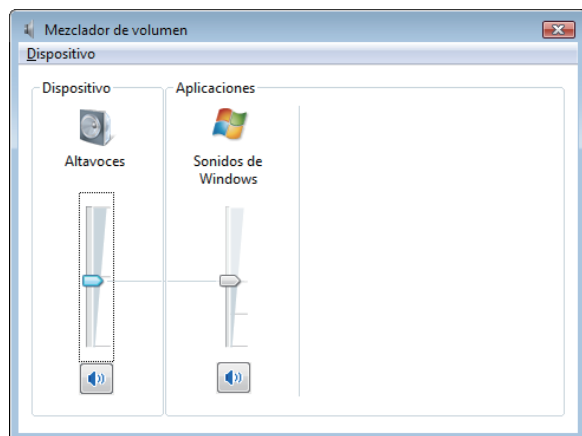 Mezclador de volumen
Dispositivo
Dispositivo
Aplicaciones
Altavoces
Sonidos de
Windows